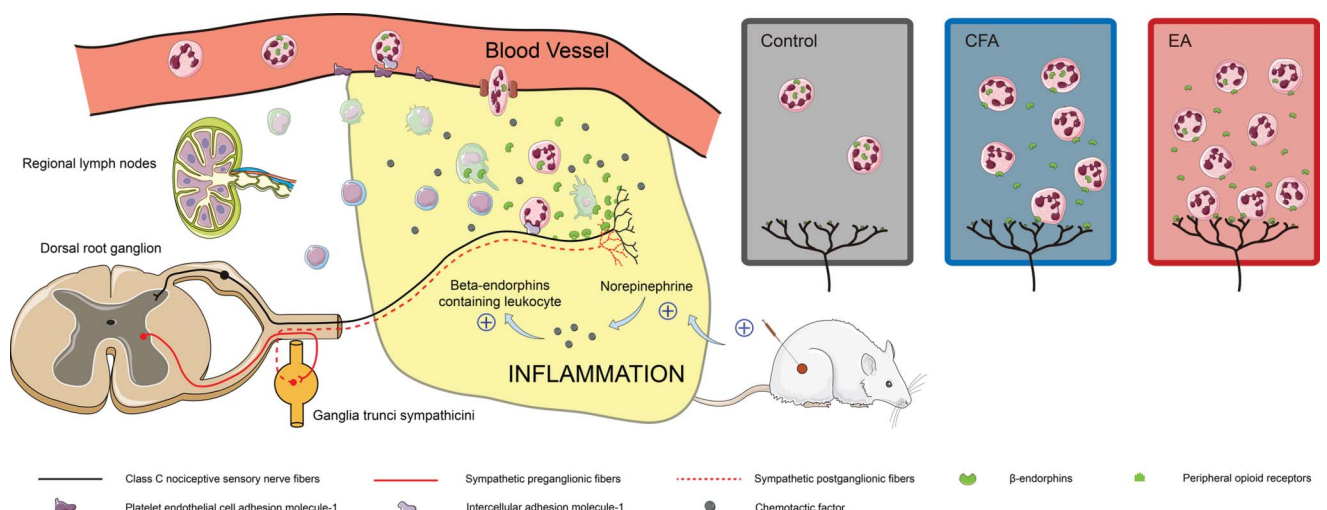 Blood Vessel
Control
CFA
EA
Regional lymph nodes
Dorsal root ganglion
Beta-endorphins
containing leukocyte
Norepinephrine
INFLAMMATION
Ganglia trunci sympathicini
Class C nociceptive sensory nerve fibers
Sympathetic preganglionic fibers
Sympathetic postganglionic fibers
β-endorphins
Peripheral opioid receptors
Platelet endothelial cell adhesion molecule-1
Intercellular adhesion molecule-1
Chemotactic factor